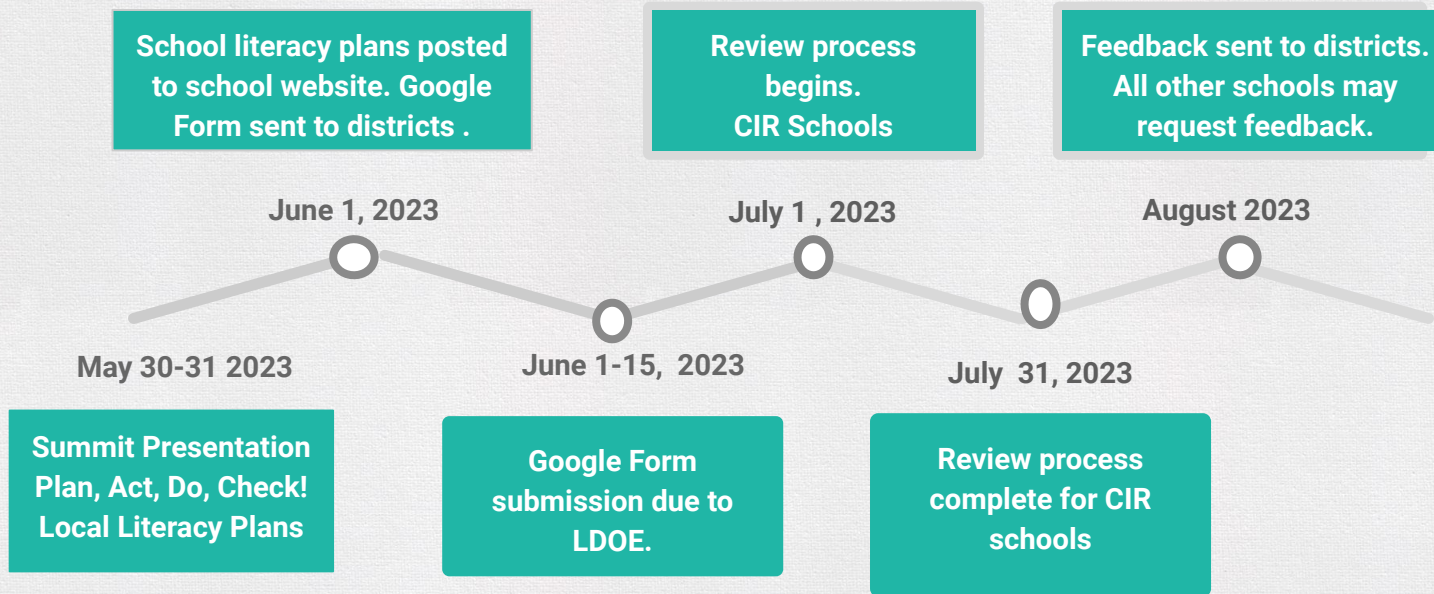 School literacy plans posted
to school website. Google
Form sent to districts .
Review process
begins.
CIR Schools
Feedback sent to districts.
All other schools may
request feedback.
June 1, 2023
July 1 , 2023
August 2023
May 30-31 2023
June 1-15,  2023
July  31, 2023
Summit Presentation
Plan, Act, Do, Check!
Local Literacy Plans
Google Form
submission due to
LDOE.
Review process
complete for CIR
schools